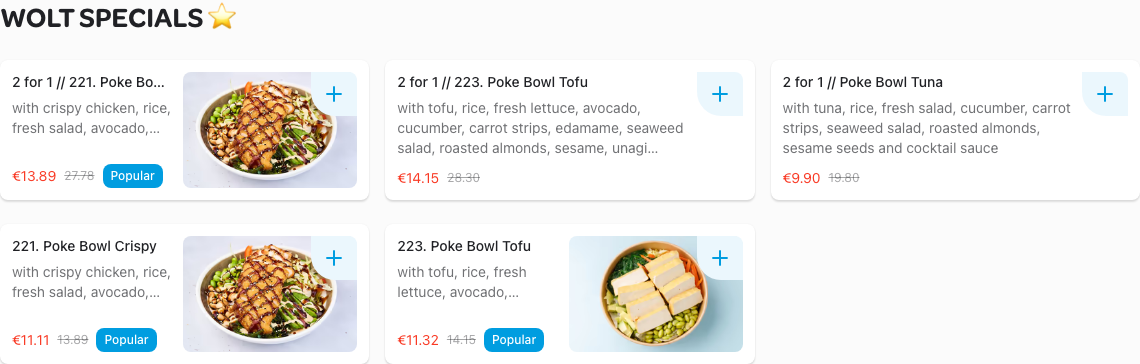 WOLT SPECIALS ⭐
2 for 1 // 221. Poke Bo...
with crispy chicken, rice,
fresh salad, avocado,...
€13.89 27.78 Popular
2 for 1 // 223. Poke Bowl Tofu
with tofu, rice, fresh lettuce, avocado,
cucumber, carrot strips, edamame, seaweed
salad, roasted almonds, sesame, unagi...
€14.15 28.30
2 for 1 // Poke Bowl Tuna
with tuna, rice, fresh salad, cucumber, carrot
strips, seaweed salad, roasted almonds,
sesame seeds and cocktail sauce
€9.90 19.80
221. Poke Bowl Crispy
with crispy chicken, rice,
fresh salad, avocado,...
€11.11 13.89 Popular
223. Poke Bowl Tofu
with tofu, rice, fresh
lettuce, avocado,...
€11.32 14.15 Popular